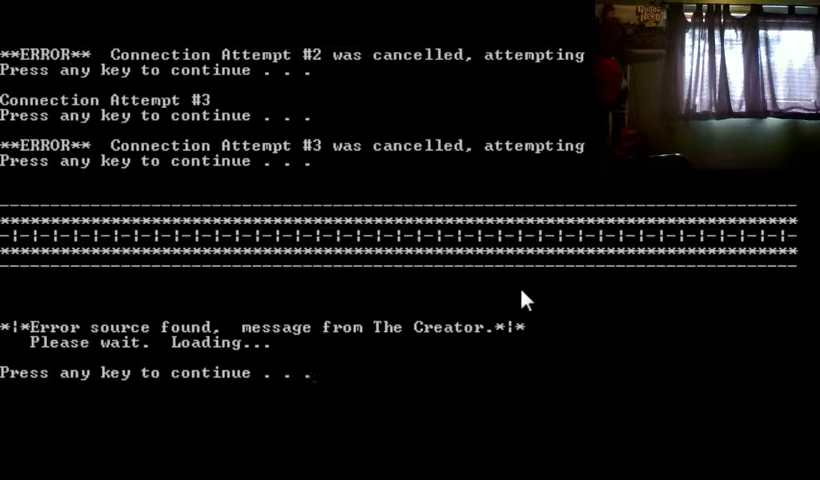 GUITAR HERO
**ERROR**  Connection Attempt #2 was cancelled, attempting
Press any key to continue . . .
Connection Attempt #3
Press any key to continue . . .
**ERROR**  Connection Attempt #3 was cancelled, attempting
Press any key to continue . . .
*¦*Error source found,  message from The Creator.*¦*
Please wait.  Loading...
Press any key to continue . . .